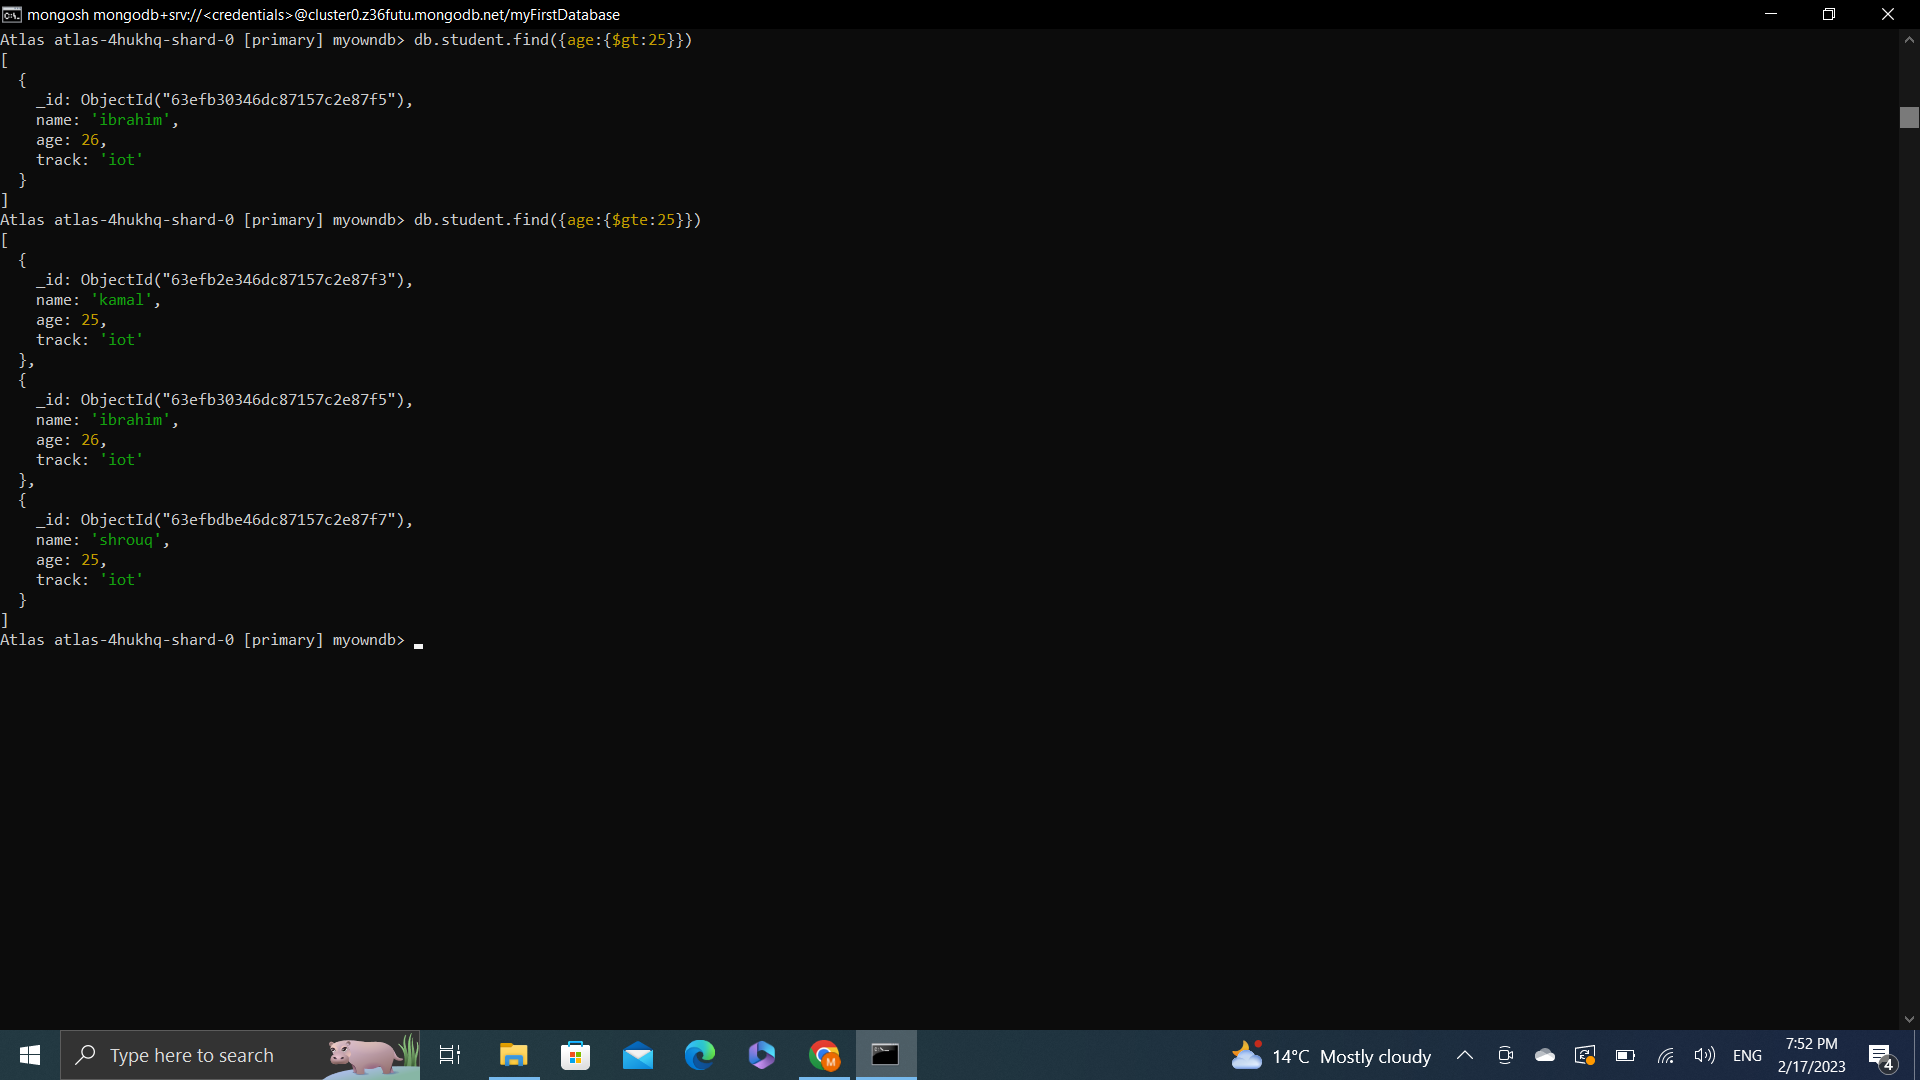 mongosh mongodb+srv://<credentials>@cluster0.z36futu.mongodb.net/myFirstDatabase
Atlas atlas-4hukhq-shard-0 [primary] myowndb> db.student.find({age:{$gt:25}})
[
  {
    _id: ObjectId("63efb30346dc87157c2e87f5"),
    name: 'ibrahim',
    age: 26,
    track: 'iot'
  }
]
Atlas atlas-4hukhq-shard-0 [primary] myowndb> db.student.find({age:{$gte:25}})
[
  {
    _id: ObjectId("63efb2e346dc87157c2e87f3"),
    name: 'kamal',
    age: 25,
    track: 'iot'
  },
  {
    _id: ObjectId("63efb30346dc87157c2e87f5"),
    name: 'ibrahim',
    age: 26,
    track: 'iot'
  },
  {
    _id: ObjectId("63efbdbe46dc87157c2e87f7"),
    name: 'shrouq',
    age: 25,
    track: 'iot'
  }
]
Atlas atlas-4hukhq-shard-0 [primary] myowndb>
Type here to search
M
14°C Mostly cloudy
ENG
7:52 PM
2/17/2023
4